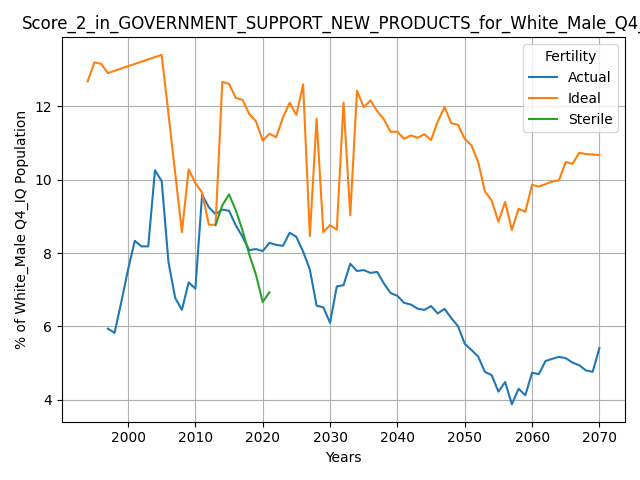 Score_2_in_GOVERNMENT_SUPPORT_NEW_PRODUCTS_for_White_Male_Q4_
Fertility
Actual
Ideal
Sterile
% of White_Male Q4_IQ Population
12
10
8
6
4
2000 2010 2020 2030 2040 2050 2060 2070
Years